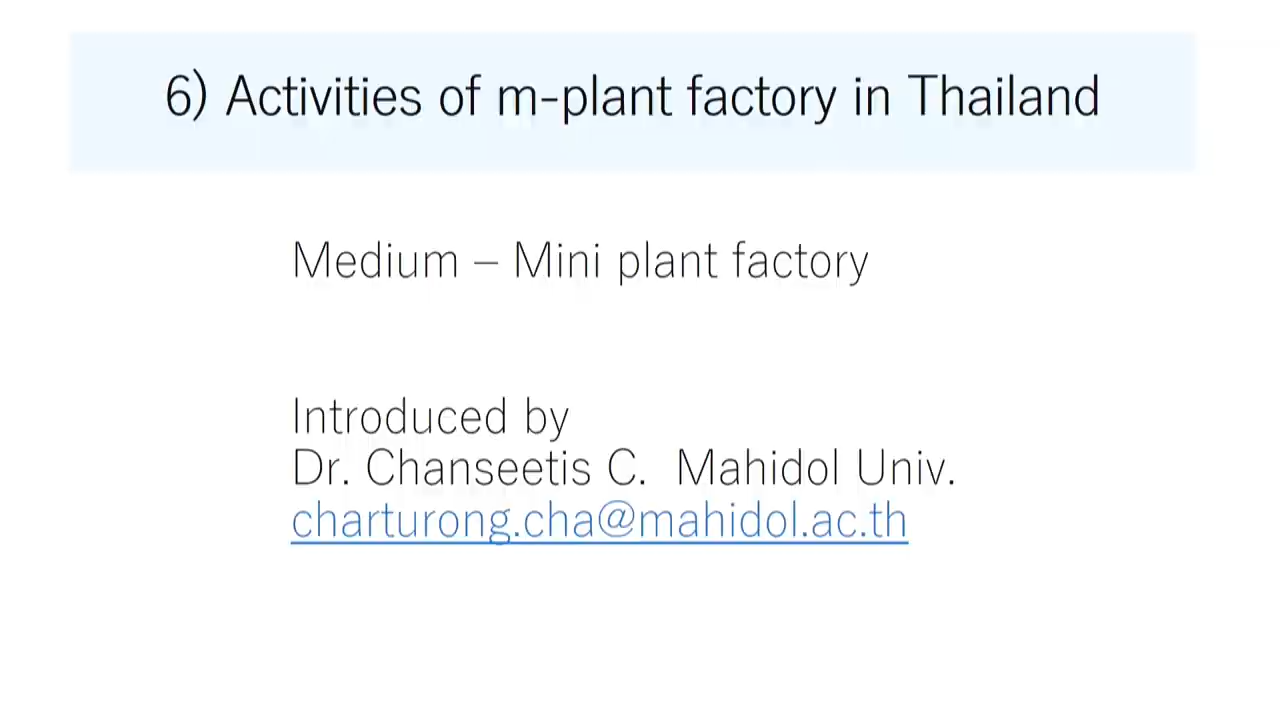 6) Activities of m-plant factory in Thailand
Medium – Mini plant factory
Introduced by
Dr. Chanseetis C. Mahidol Univ.
charturong.cha@mahidol.ac.th